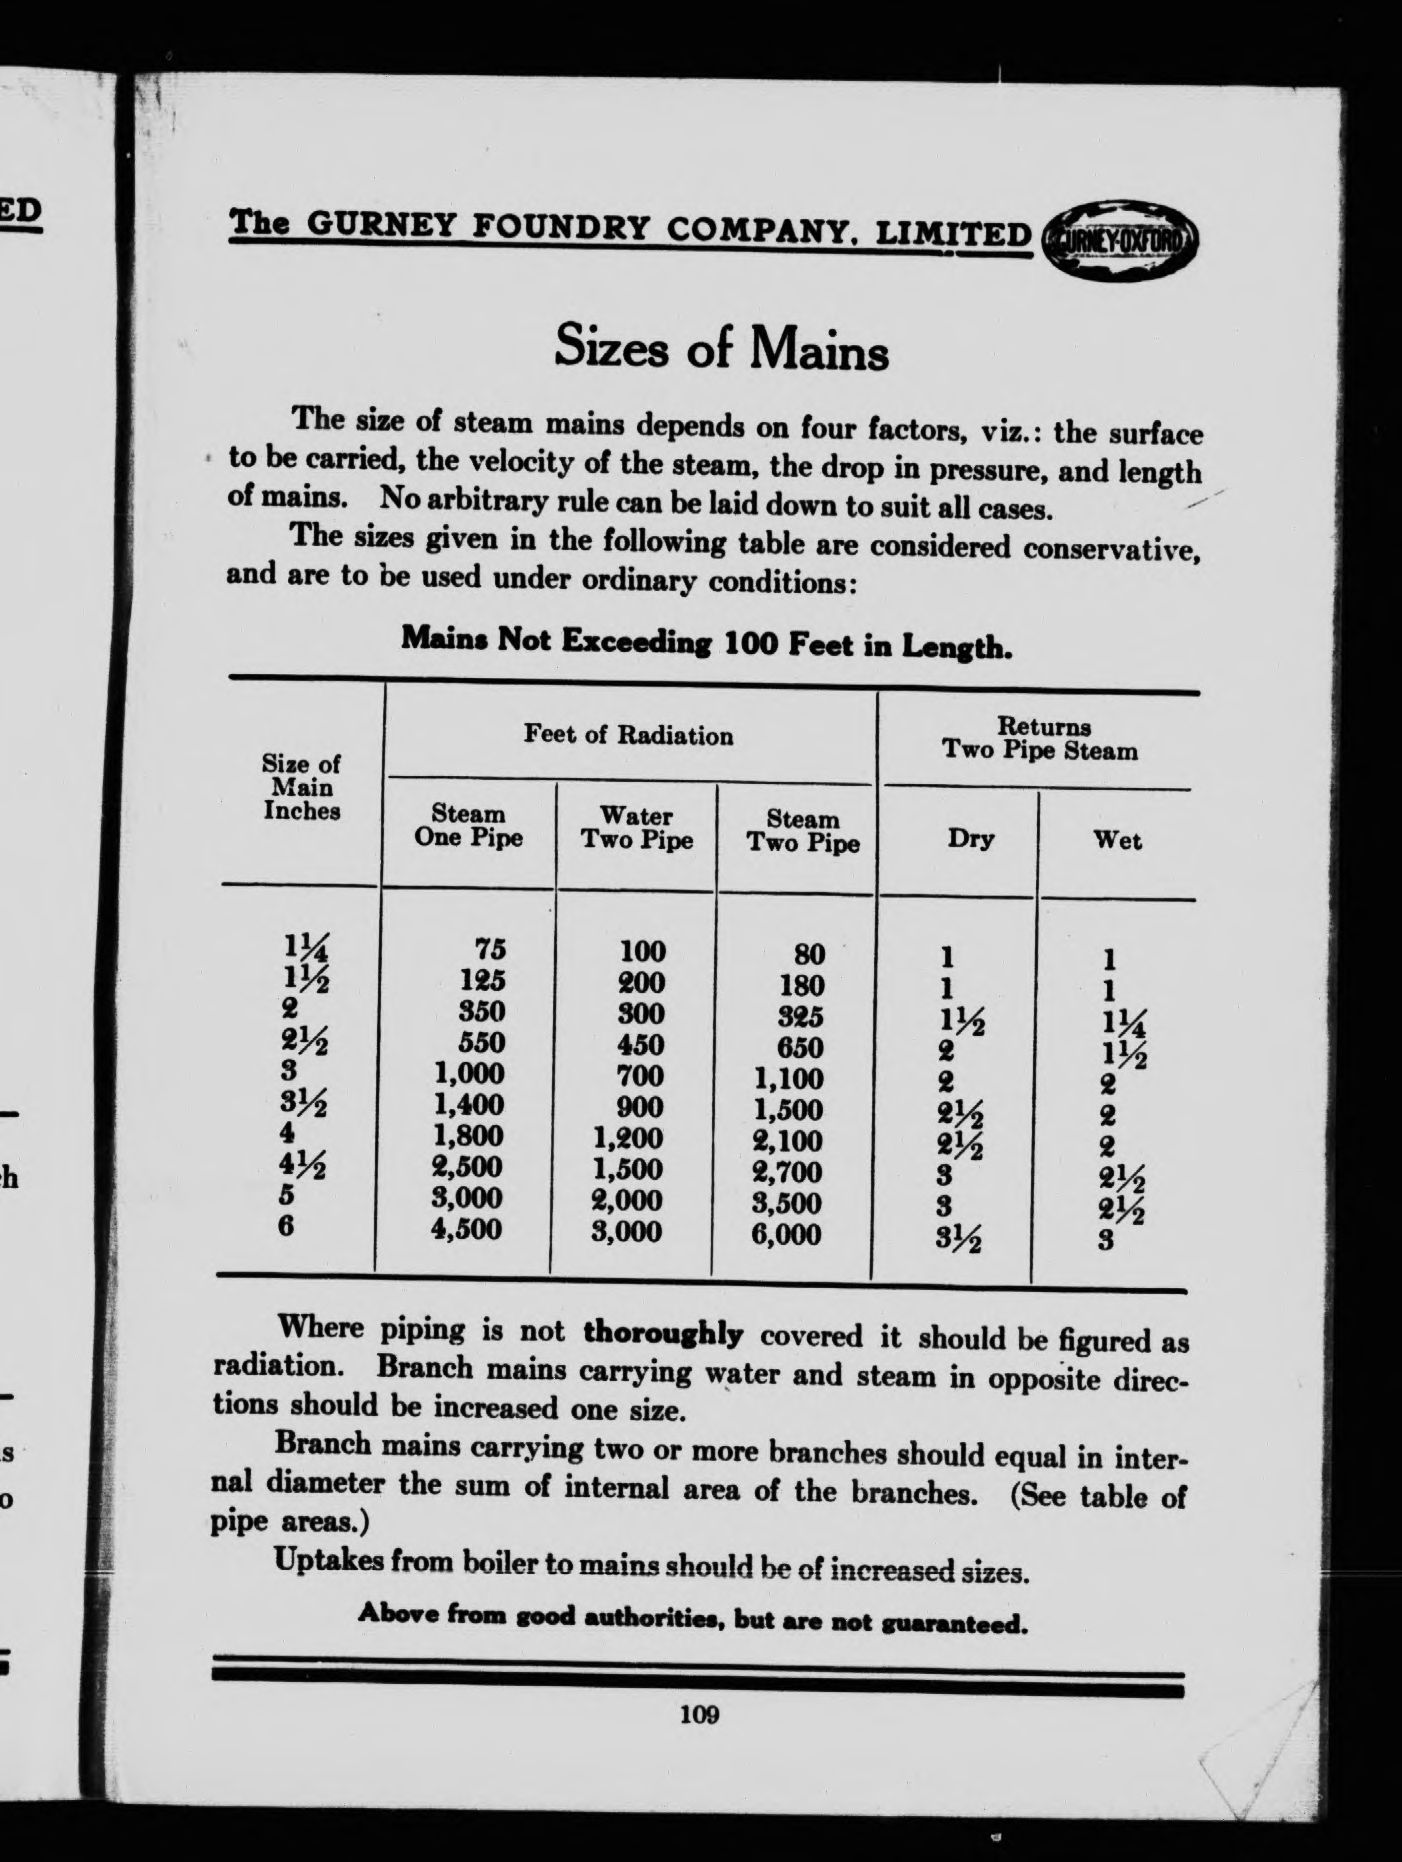 ED
The GURNEY FOUNDRY COMPANY, LIMITED
GURNEY-OXFORD
Sizes of Mains
The size of steam mains depends on four factors, viz.: the surface
to be carried, the velocity of the steam, the drop in pressure, and length
of mains. No arbitrary rule can be laid down to suit all cases.
The sizes given in the following table are considered conservative,
and are to be used under ordinary conditions:
Mains Not Exceeding 100 Feet in Length.
Size of Main Inches
Feet of Radiation
Returns
Two Pipe Steam
Steam One Pipe
Water Two Pipe
Steam Two Pipe
Dry
Wet
1¼ 75 100 80 1 1
1½ 125 200 180 1 1
2 350 300 325 1½ 1¼
2½ 550 450 650 2 1½
3 1,000 700 1,100 2 2
3½ 1,400 900 1,500 2½ 2
4 1,800 1,200 2,100 2½ 2
4½ 2,500 1,500 2,700 3 2½
5 3,000 2,000 3,500 3 2½
6 4,500 3,000 6,000 3½ 3
Where piping is not thoroughly covered it should be figured as
radiation. Branch mains carrying water and steam in opposite direc-
tions should be increased one size.
Branch mains carrying two or more branches should equal in inter-
nal diameter the sum of internal area of the branches. (See table of
pipe areas.)
Uptakes from boiler to mains should be of increased sizes.
Above from good authorities, but are not guaranteed.
109